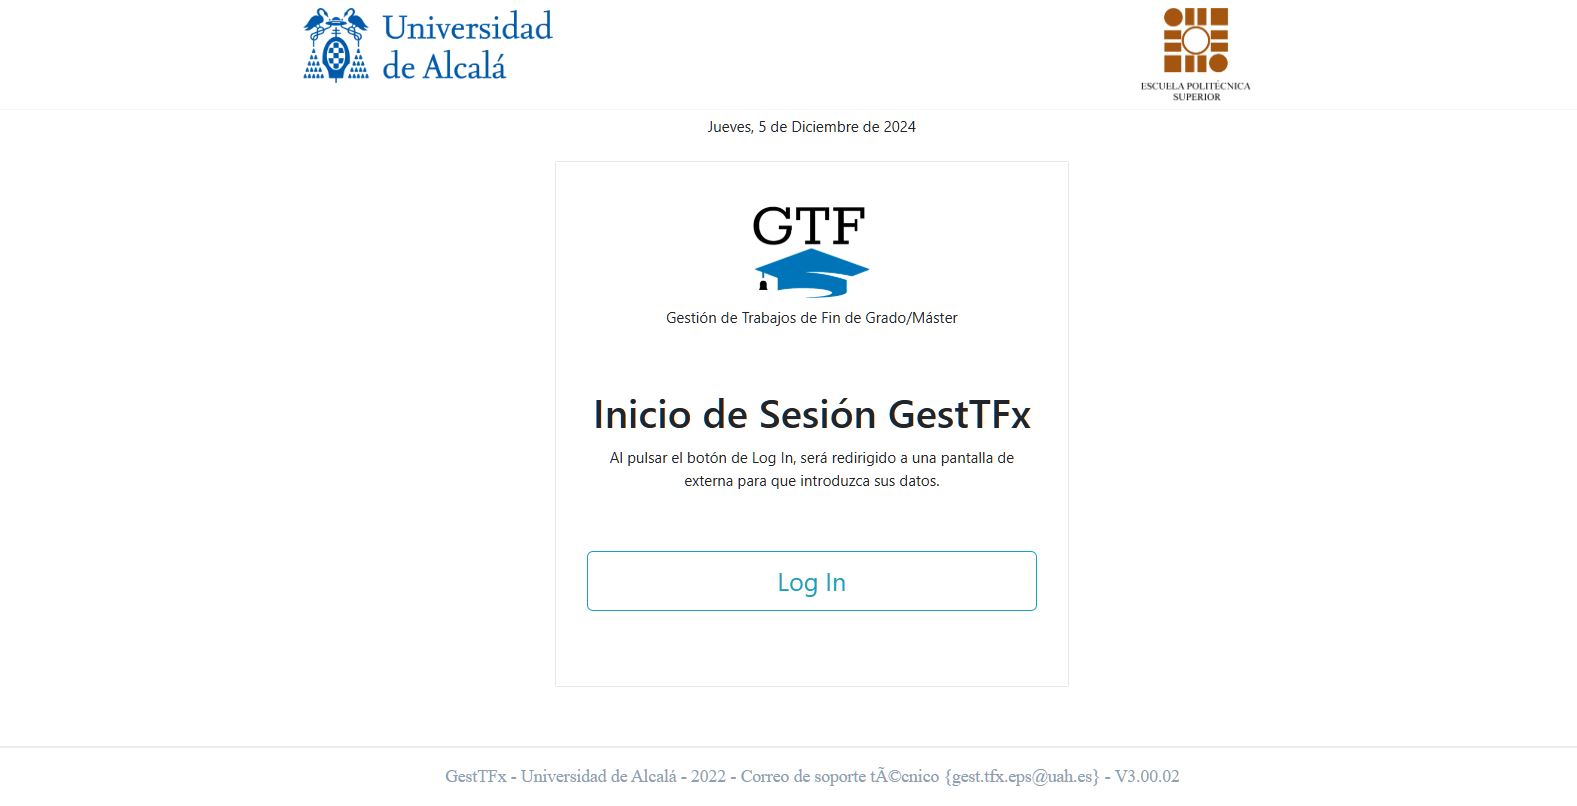 Universidad
de Alcalá
ESCUELA POLITÉCNICA
SUPERIOR
Jueves, 5 de Diciembre de 2024
GTF
Gestión de Trabajos de Fin de Grado/Máster
Inicio de Sesión GestTFx
Al pulsar el botón de Log In, será redirigido a una pantalla de
externa para que introduzca sus datos.
Log In
GestTFx - Universidad de Alcalá - 2022 - Correo de soporte tÃ©cnico {gest.tfx.eps@uah.es} - V3.00.02